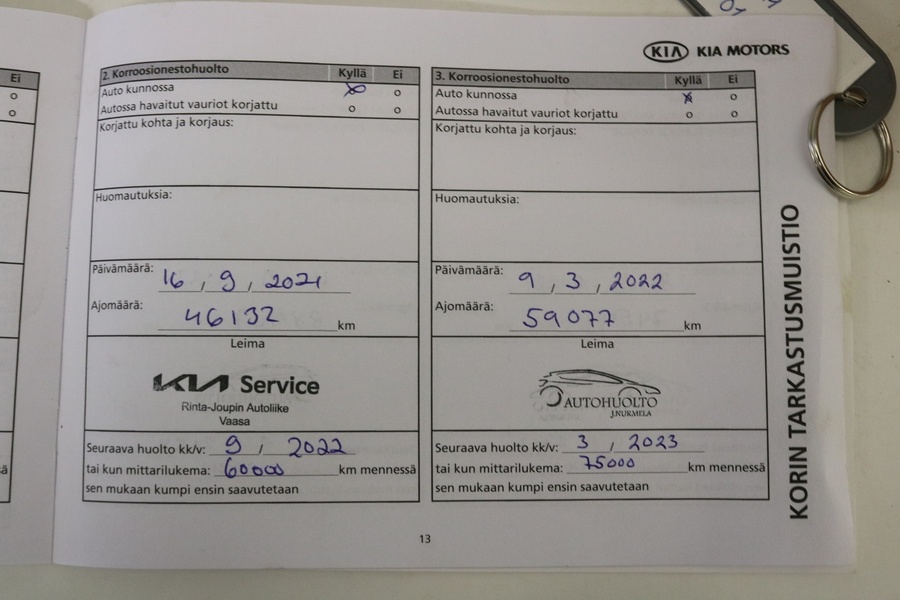 KIA KIA MOTORS
Ei
2. Korroosionestohuolto Kyllä Ei
Auto kunnossa
Autossa havaitut vauriot korjattu
Korjattu kohta ja korjaus:
Huomautuksia:
Päivämäärä: 16 , 9 , 2021
Ajomäärä: 46132 km
Leima
KIA Service
Rinta-Joupin Autoliike
Vaasa
Seuraava huolto kk/v: 9 / 2022
tai kun mittarilukema: 60000 km mennessä
sen mukaan kumpi ensin saavutetaan
3. Korroosionestohuolto Kyllä Ei
Auto kunnossa
Autossa havaitut vauriot korjattu
Korjattu kohta ja korjaus:
Huomautuksia:
Päivämäärä: 9 , 3 , 2022
Ajomäärä: 59077 km
Leima
AUTOHUOLTO
J.NURMELA
Seuraava huolto kk/v: 3 / 2023
tai kun mittarilukema: 75000 km mennessä
sen mukaan kumpi ensin saavutetaan
KORIN TARKASTUSMUISTIO
13